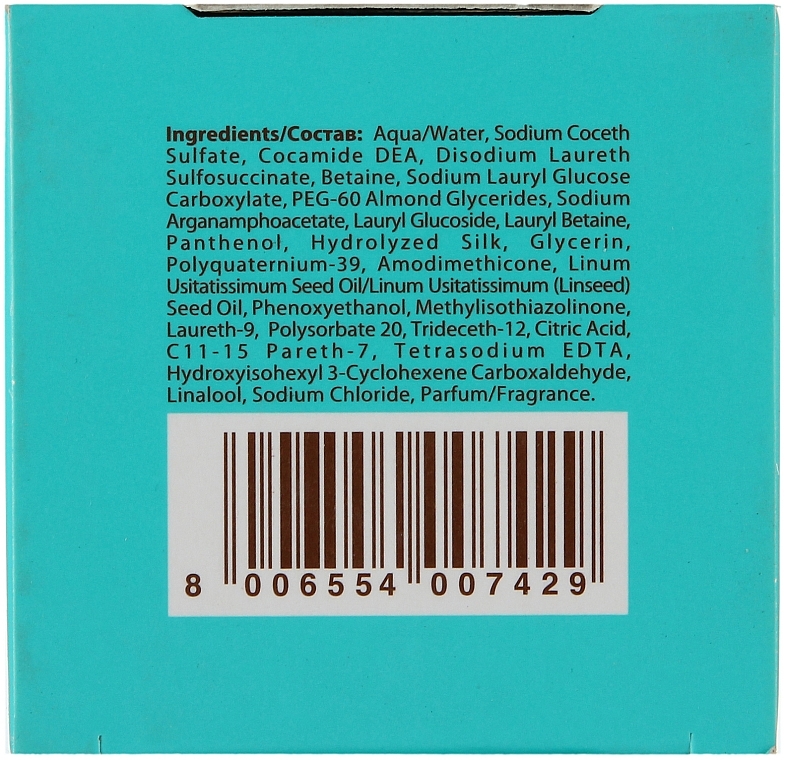 Ingredients/Состав: Aqua/Water, Sodium Coceth
Sulfate, Cocamide DEA, Disodium Laureth
Sulfosuccinate, Betaine, Sodium Lauryl Glucose
Carboxylate, PEG-60 Almond Glycerides, Sodium
Arganamphoacetate, Lauryl Glucoside, Lauryl Betaine,
Panthenol, Hydrolyzed Silk, Glycerin,
Polyquaternium-39, Amodimethicone, Linum
Usitatissimum Seed Oil/Linum Usitatissimum (Linseed)
Seed Oil, Phenoxyethanol, Methylisothiazolinone,
Laureth-9, Polysorbate 20, Trideceth-12, Citric Acid,
C11-15 Pareth-7, Tetrasodium EDTA,
Hydroxyisohexyl 3-Cyclohexene Carboxaldehyde,
Linalool, Sodium Chloride, Parfum/Fragrance.
8 006554 007429